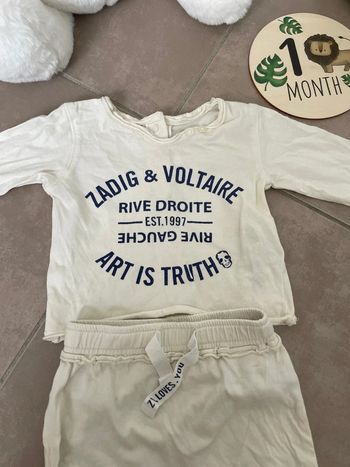 1
MONTH
ZADIG & VOLTAIRE
RIVE DROITE
EST.1997
RIVE GAUCHE
ART IS TRUTH
Z\LOVES YOU